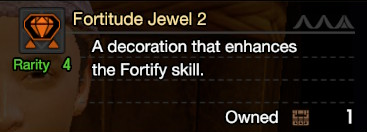 Fortitude Jewel 2
A decoration that enhances
the Fortify skill.
Rarity 4
Owned 1